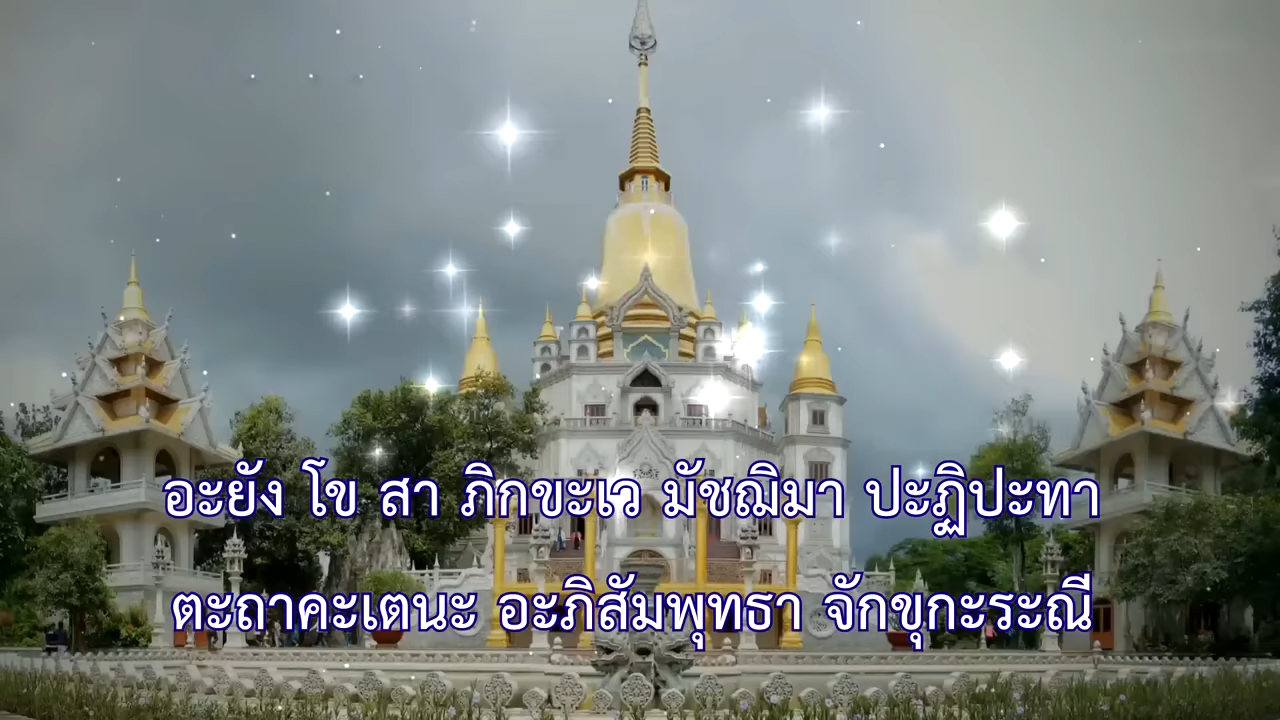 อะยัง โข สา ภิกขะเว มัชฌิมา ปะฏิปะทา
ตะถาคะเตนะ อะภิสัมพุทธา จักขุกะระณี